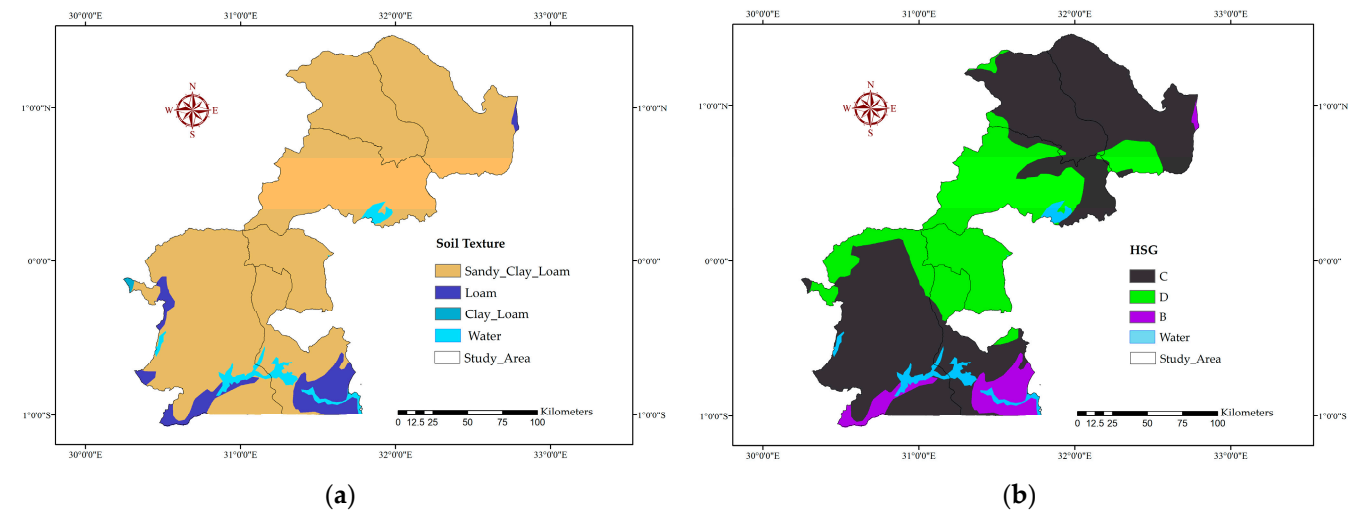 30°0'0"E 31°0'0"E 32°0'0"E 33°0'0"E
1°0'0"N
0°0'0"
1°0'0"S
N
W E
S
Soil Texture
Sandy_Clay_Loam
Loam
Clay_Loam
Water
Study_Area
Kilometers
0 12.5 25 50 75 100
1°0'0"N
0°0'0"
1°0'0"S
30°0'0"E 31°0'0"E 32°0'0"E 33°0'0"E
(a)
30°0'0"E 31°0'0"E 32°0'0"E 33°0'0"E
1°0'0"N
0°0'0"
1°0'0"S
N
W E
S
HSG
C
D
B
Water
Study_Area
Kilometers
0 12.5 25 50 75 100
1°0'0"N
0°0'0"
1°0'0"S
30°0'0"E 31°0'0"E 32°0'0"E 33°0'0"E
(b)